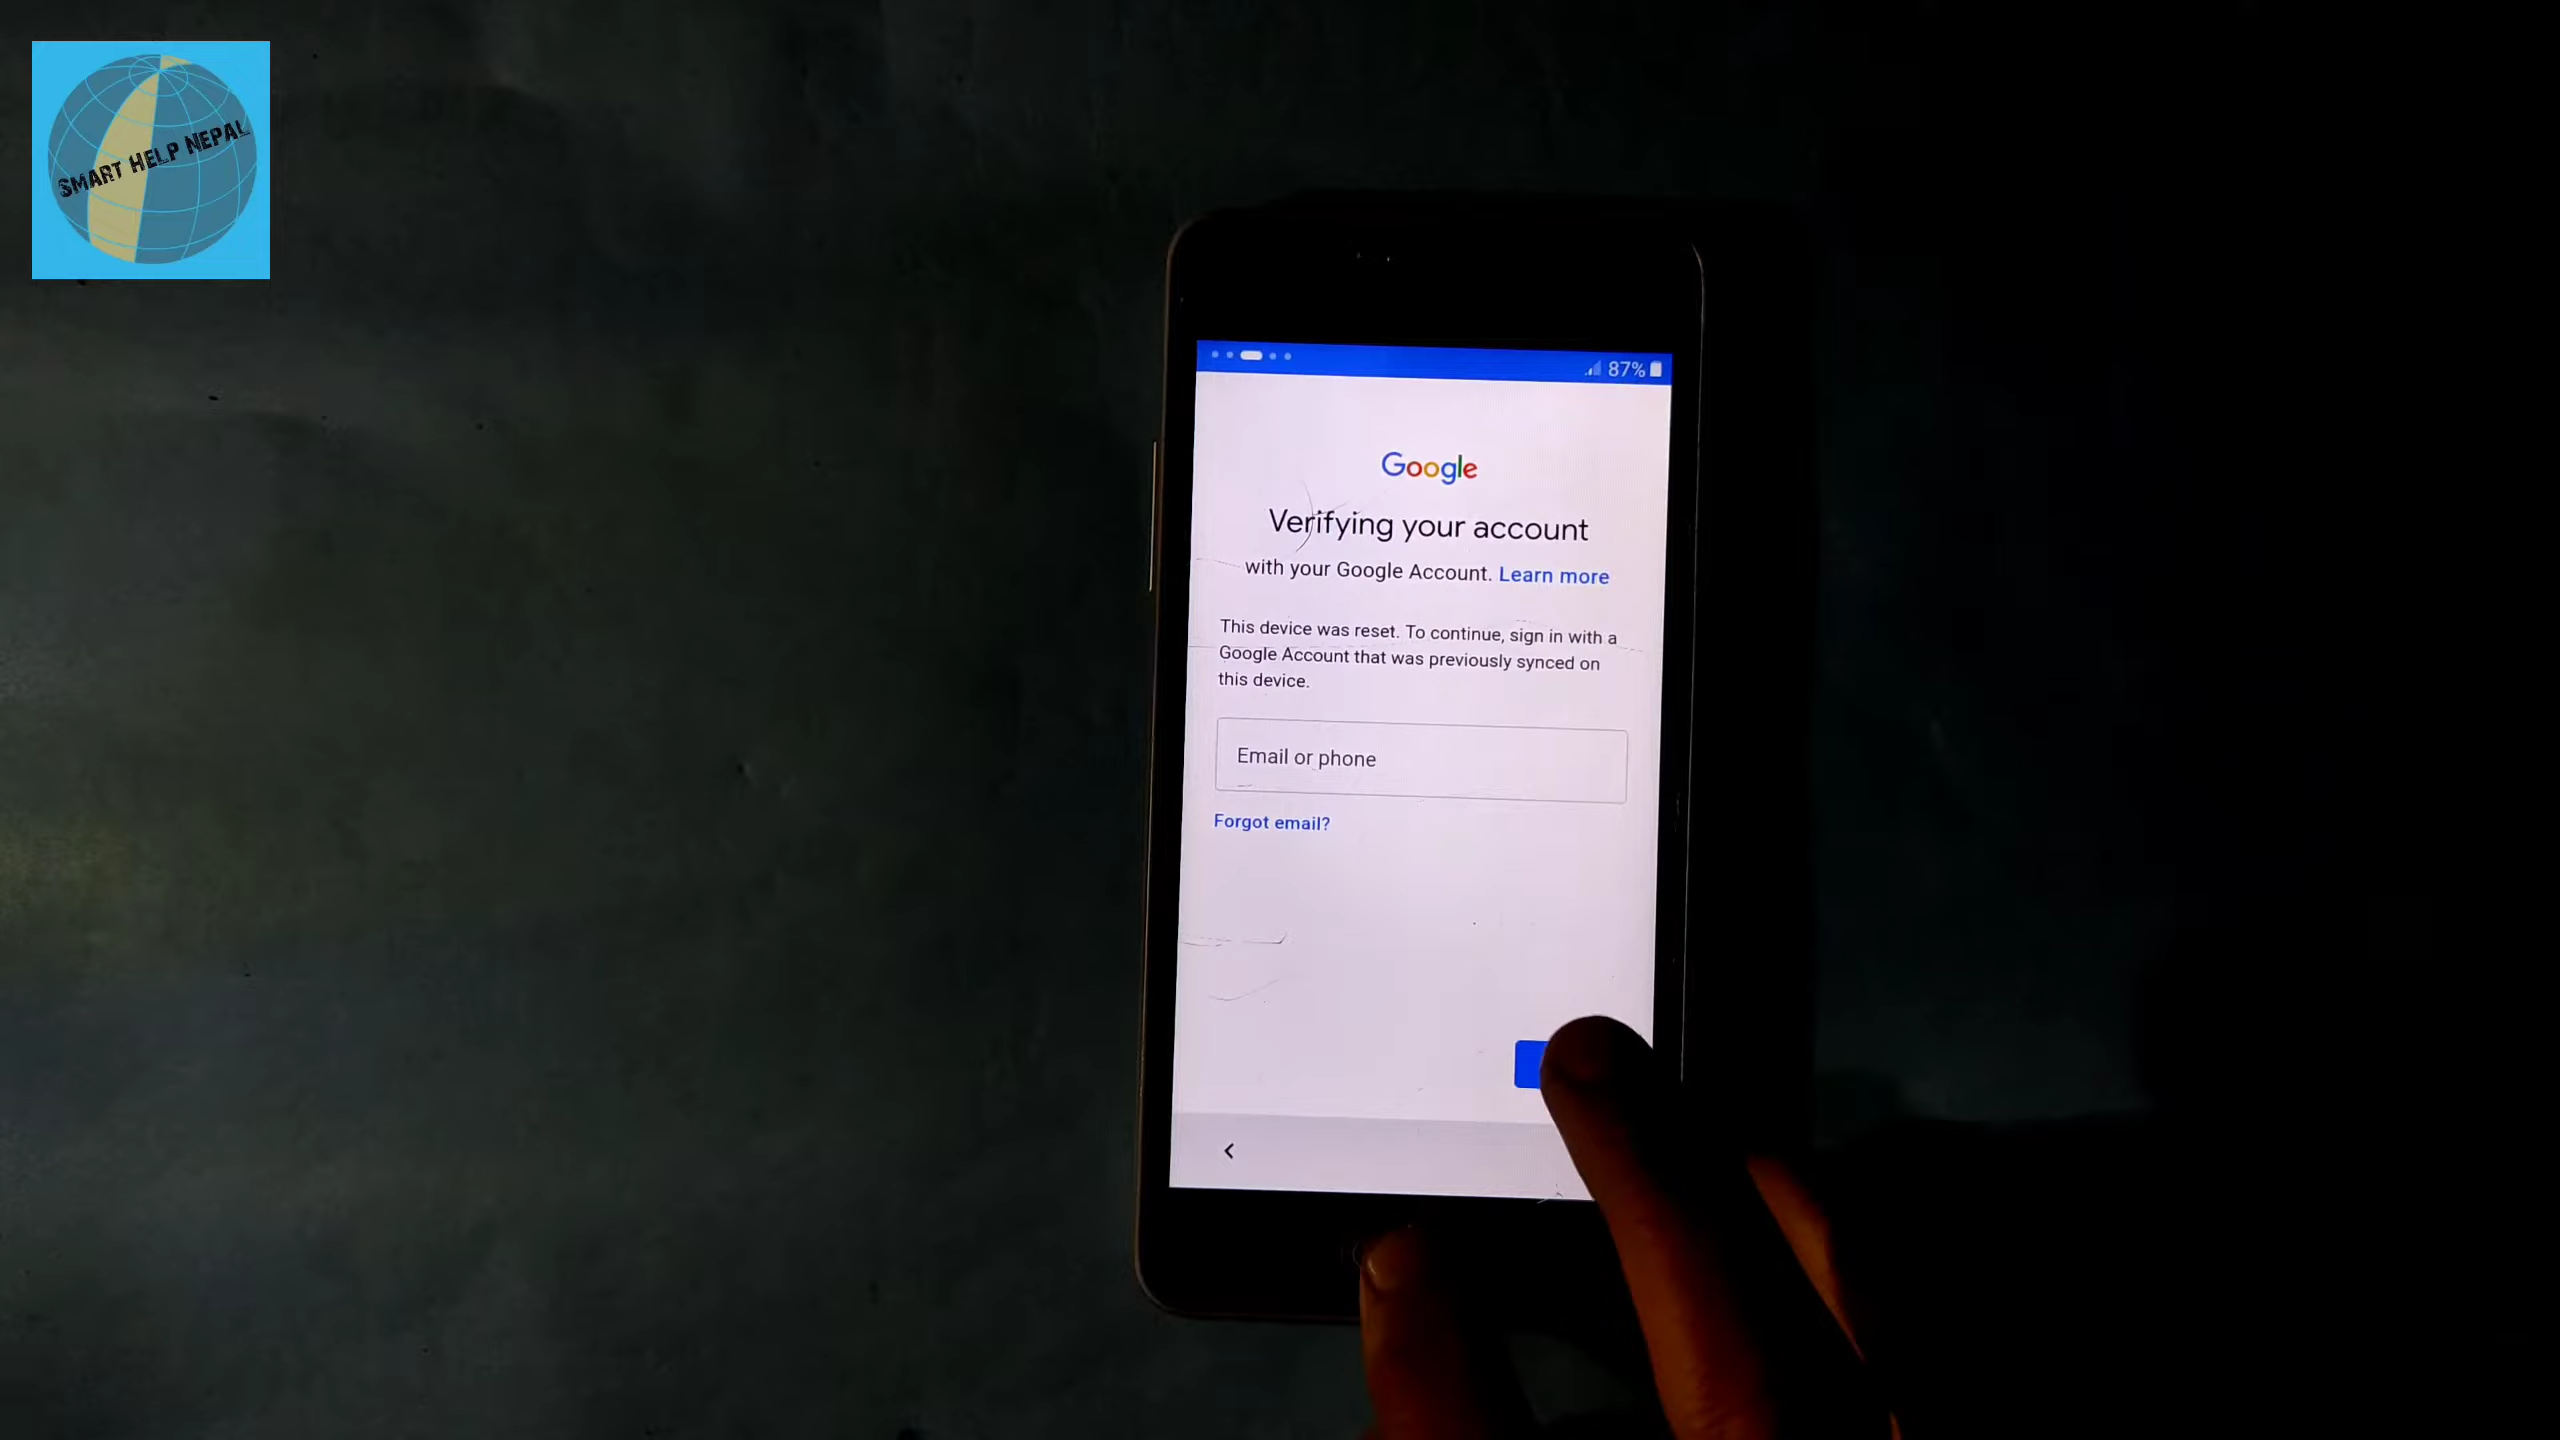 SMART HELP NEPAL
87%
Google
Verifying your account
with your Google Account. Learn more
This device was reset. To continue, sign in with a
Google Account that was previously synced on
this device.
Email or phone
Forgot email?